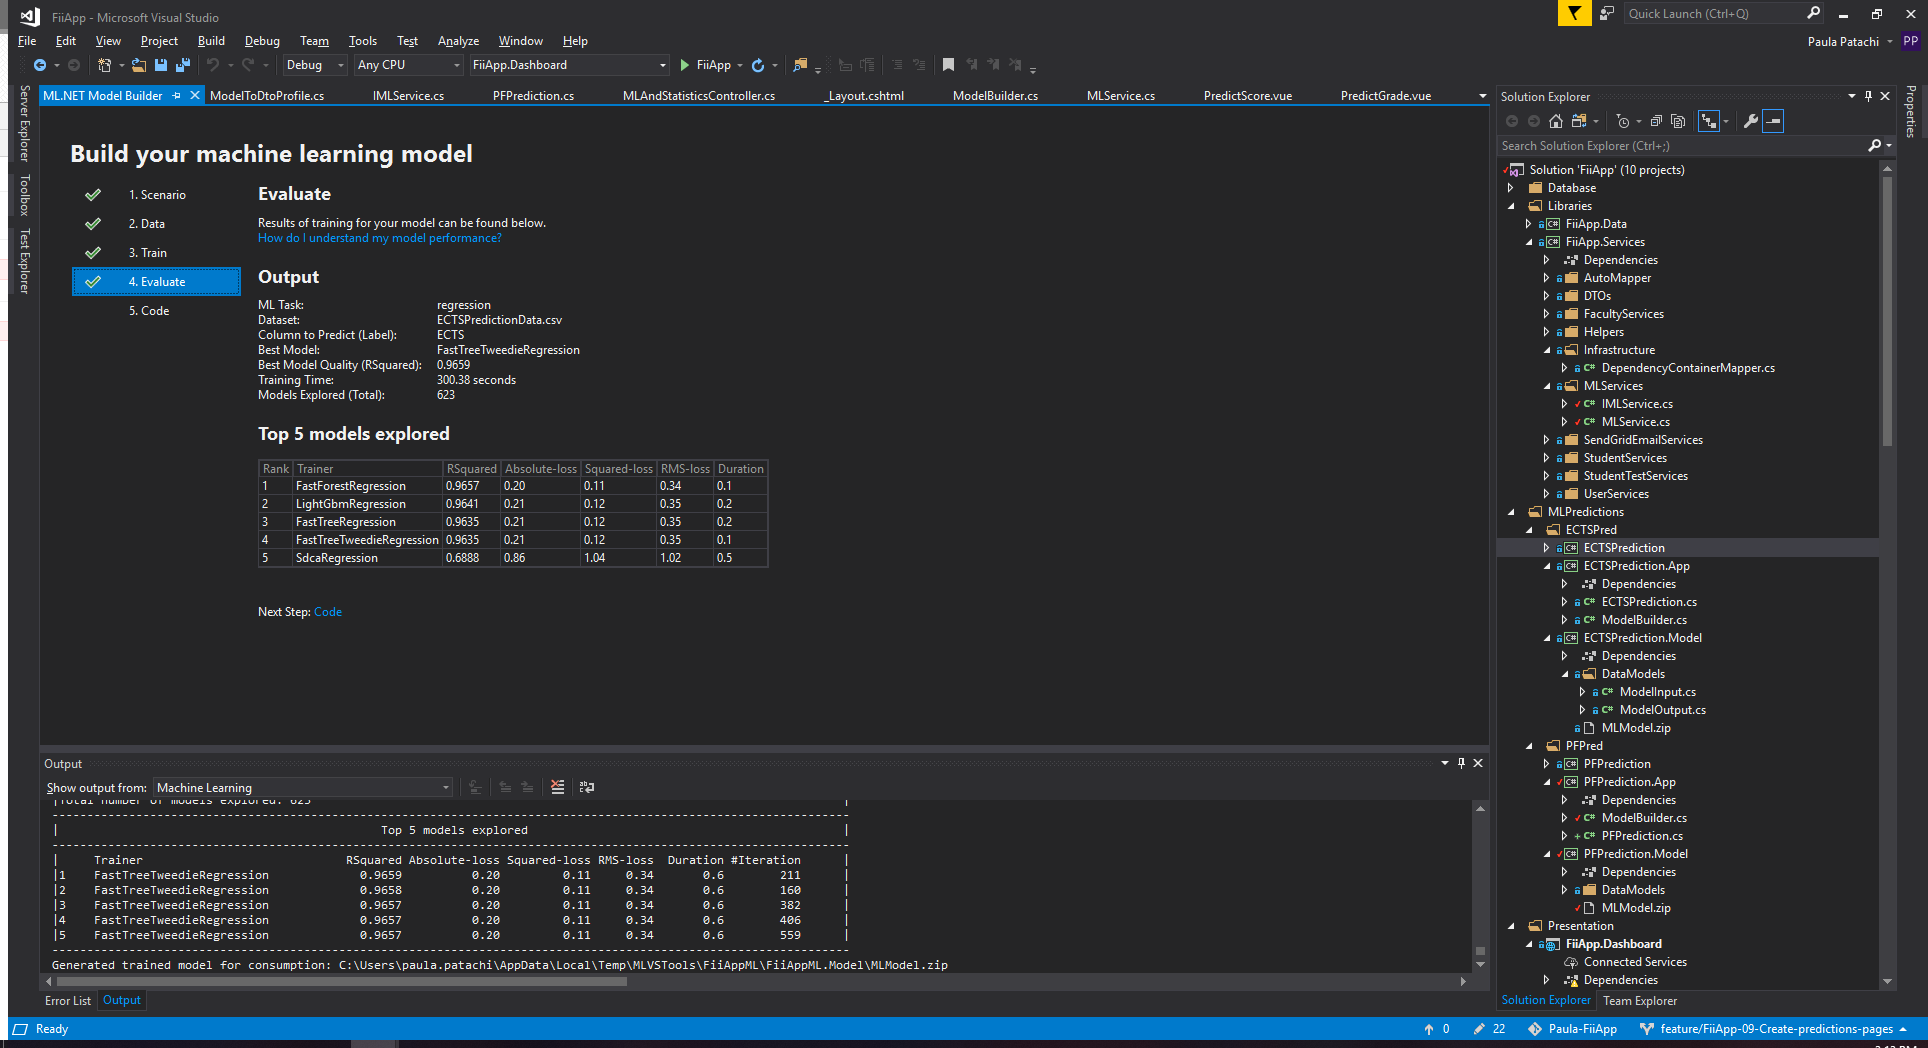 FiiApp - Microsoft Visual Studio
Quick Launch (Ctrl+Q)
File Edit View Project Build Debug Team Tools Test Analyze Window Help
Paula Patachi PP
Debug Any CPU FiiApp.Dashboard FiiApp
Server Explorer
Toolbox
Test Explorer
ML.NET Model Builder ModelToDtoProfile.cs IMLService.cs PFPrediction.cs MLAndStatisticsController.cs _Layout.cshtml ModelBuilder.cs MLService.cs PredictScore.vue PredictGrade.vue
Build your machine learning model
1. Scenario
2. Data
3. Train
4. Evaluate
5. Code
Evaluate
Results of training for your model can be found below.
How do I understand my model performance?
Output
ML Task: regression
Dataset: ECTSPredictionData.csv
Column to Predict (Label): ECTS
Best Model: FastTreeTweedieRegression
Best Model Quality (RSquared): 0.9659
Training Time: 300.38 seconds
Models Explored (Total): 623
Top 5 models explored
Rank Trainer RSquared Absolute-loss Squared-loss RMS-loss Duration
1 FastForestRegression 0.9657 0.20 0.11 0.34 0.1
2 LightGbmRegression 0.9641 0.21 0.12 0.35 0.2
3 FastTreeRegression 0.9635 0.21 0.12 0.35 0.2
4 FastTreeTweedieRegression 0.9635 0.21 0.12 0.35 0.1
5 SdcaRegression 0.6888 0.86 1.04 1.02 0.5
Next Step: Code
Output
Show output from: Machine Learning
|Total number of models explored: 623 |
| Top 5 models explored |
| Trainer RSquared Absolute-loss Squared-loss RMS-loss Duration #Iteration |
|1 FastTreeTweedieRegression 0.9659 0.20 0.11 0.34 0.6 211 |
|2 FastTreeTweedieRegression 0.9658 0.20 0.11 0.34 0.6 160 |
|3 FastTreeTweedieRegression 0.9657 0.20 0.11 0.34 0.6 382 |
|4 FastTreeTweedieRegression 0.9657 0.20 0.11 0.34 0.6 406 |
|5 FastTreeTweedieRegression 0.9657 0.20 0.11 0.34 0.6 559 |
Generated trained model for consumption: C:\Users\paula.patachi\AppData\Local\Temp\MLVSTools\FiiAppML\FiiAppML.Model\MLModel.zip
Error List Output
Solution Explorer
Search Solution Explorer (Ctrl+;)
Solution 'FiiApp' (10 projects)
Database
Libraries
FiiApp.Data
FiiApp.Services
Dependencies
AutoMapper
DTOs
FacultyServices
Helpers
Infrastructure
DependencyContainerMapper.cs
MLServices
IMLService.cs
MLService.cs
SendGridEmailServices
StudentServices
StudentTestServices
UserServices
MLPredictions
ECTSPred
ECTSPrediction
ECTSPrediction.App
Dependencies
ECTSPrediction.cs
ModelBuilder.cs
ECTSPrediction.Model
Dependencies
DataModels
ModelInput.cs
ModelOutput.cs
MLModel.zip
PFPred
PFPrediction
PFPrediction.App
Dependencies
ModelBuilder.cs
PFPrediction.cs
PFPrediction.Model
Dependencies
DataModels
MLModel.zip
Presentation
FiiApp.Dashboard
Connected Services
Dependencies
Solution Explorer Team Explorer
Properties
Ready 0 22 Paula-FiiApp feature/FiiApp-09-Create-predictions-pages